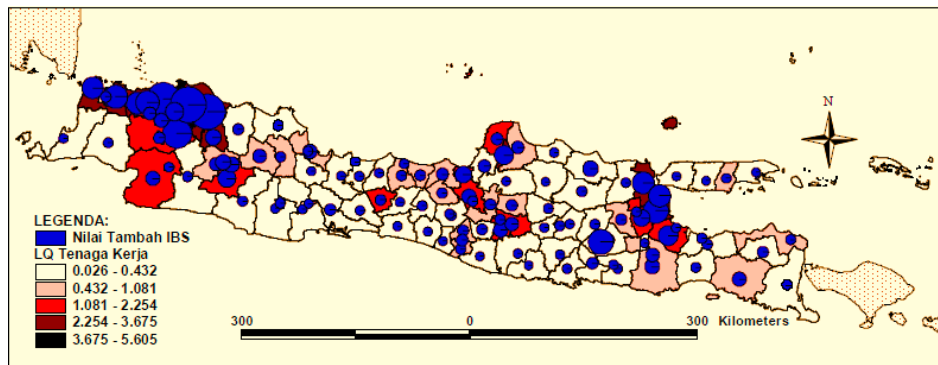 N
LEGENDA:
Nilai Tambah IBS
LQ Tenaga Kerja
0.026 - 0.432
0.432 - 1.081
1.081 - 2.254
2.254 - 3.675
3.675 - 5.605
300 0 300 Kilometers